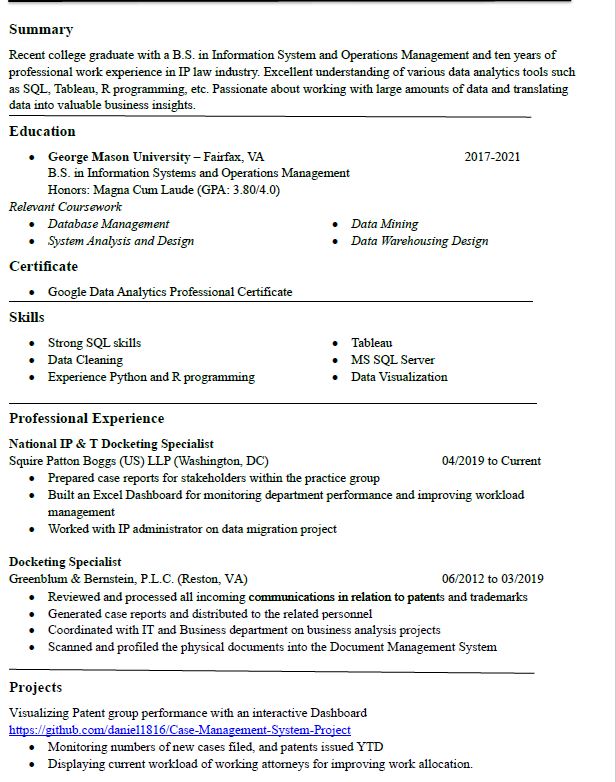 Summary
Recent college graduate with a B.S. in Information System and Operations Management and ten years of
professional work experience in IP law industry. Excellent understanding of various data analytics tools such
as SQL, Tableau, R programming, etc. Passionate about working with large amounts of data and translating
data into valuable business insights.
Education
• George Mason University – Fairfax, VA 2017-2021
B.S. in Information Systems and Operations Management
Honors: Magna Cum Laude (GPA: 3.80/4.0)
Relevant Coursework
• Database Management • Data Mining
• System Analysis and Design • Data Warehousing Design
Certificate
• Google Data Analytics Professional Certificate
Skills
• Strong SQL skills • Tableau
• Data Cleaning • MS SQL Server
• Experience Python and R programming • Data Visualization
Professional Experience
National IP & T Docketing Specialist
Squire Patton Boggs (US) LLP (Washington, DC) 04/2019 to Current
• Prepared case reports for stakeholders within the practice group
• Built an Excel Dashboard for monitoring department performance and improving workload
management
• Worked with IP administrator on data migration project
Docketing Specialist
Greenblum & Bernstein, P.L.C. (Reston, VA) 06/2012 to 03/2019
• Reviewed and processed all incoming communications in relation to patents and trademarks
• Generated case reports and distributed to the related personnel
• Coordinated with IT and Business department on business analysis projects
• Scanned and profiled the physical documents into the Document Management System
Projects
Visualizing Patent group performance with an interactive Dashboard
https://github.com/daniel1816/Case-Management-System-Project
• Monitoring numbers of new cases filed, and patents issued YTD
• Displaying current workload of working attorneys for improving work allocation.